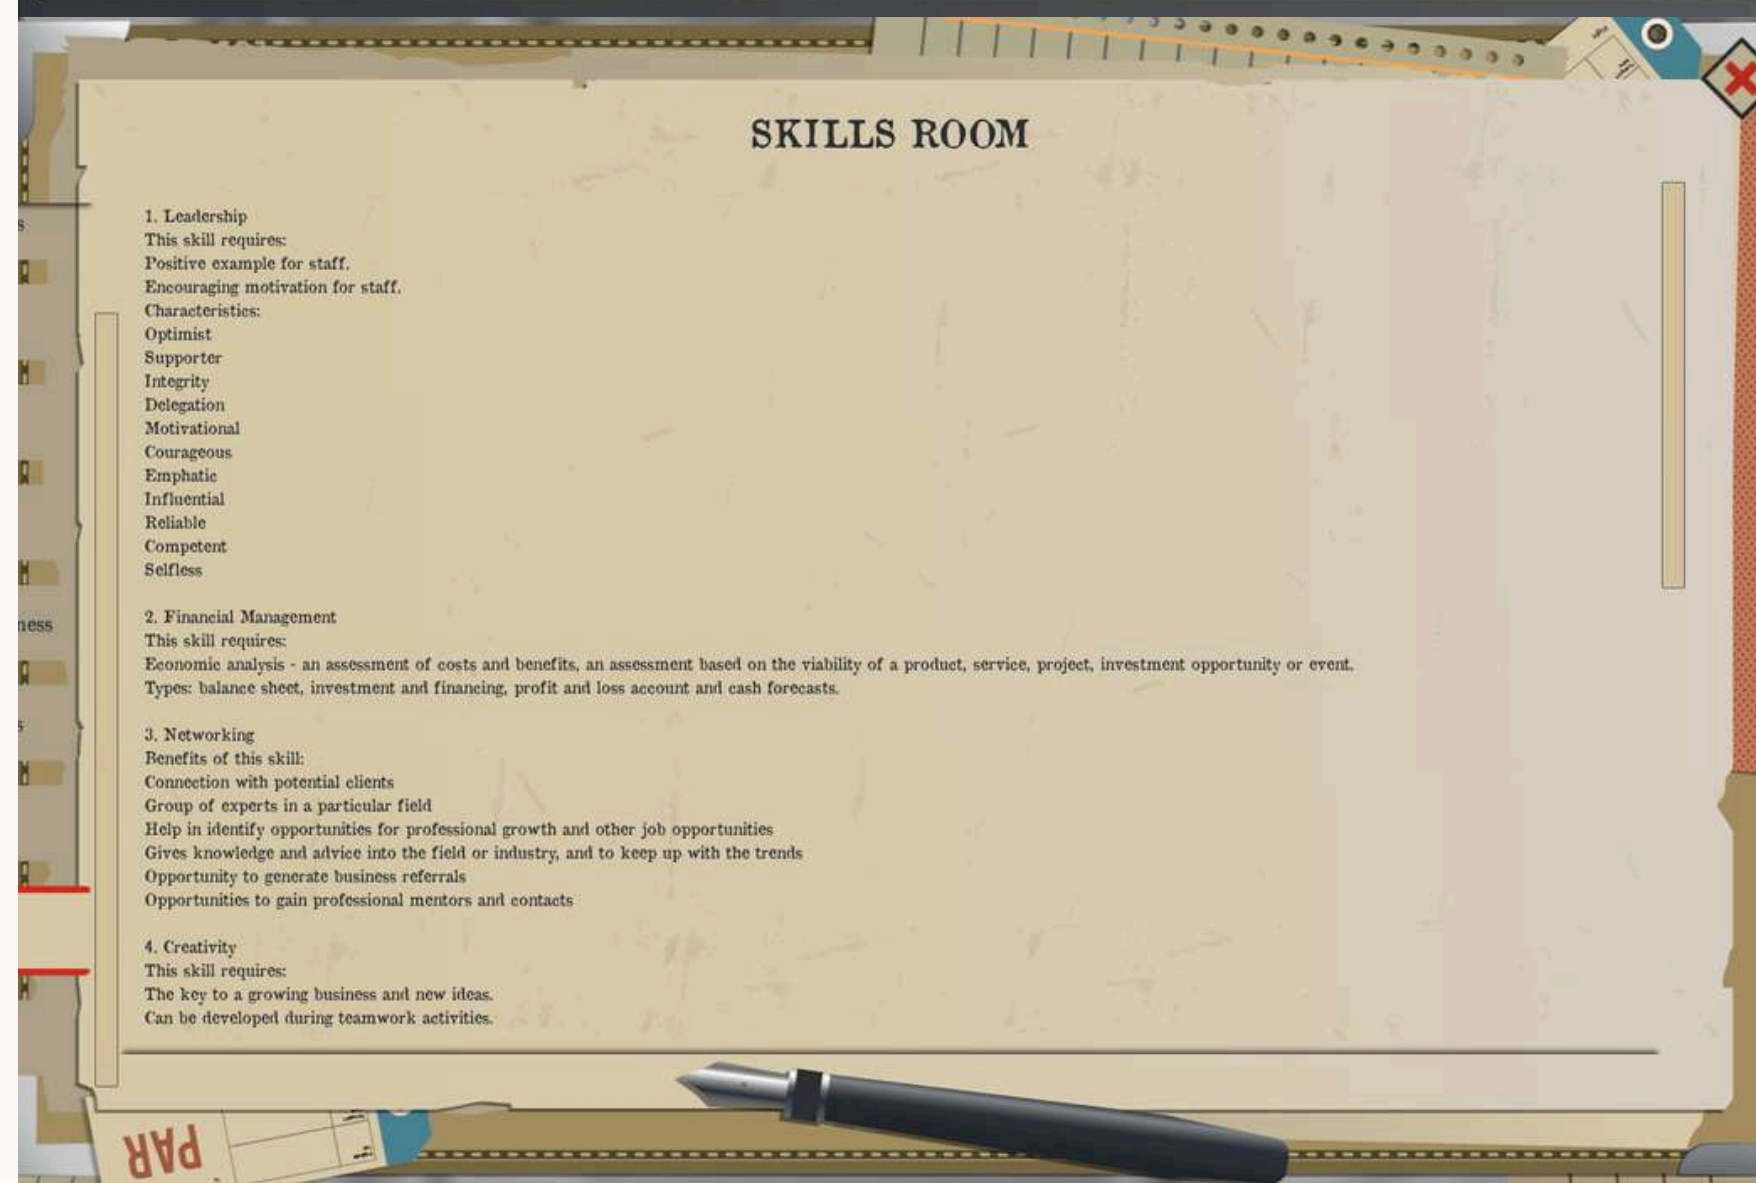 SKILLS ROOM
1. Leadership
This skill requires:
Positive example for staff.
Encouraging motivation for staff.
Characteristics:
Optimist
Supporter
Integrity
Delegation
Motivational
Courageous
Emphatic
Influential
Reliable
Competent
Selfless
2. Financial Management
This skill requires:
Economic analysis - an assessment of costs and benefits, an assessment based on the viability of a product, service, project, investment opportunity or event.
Types: balance sheet, investment and financing, profit and loss account and cash forecasts.
3. Networking
Benefits of this skill:
Connection with potential clients
Group of experts in a particular field
Help in identify opportunities for professional growth and other job opportunities
Gives knowledge and advice into the field or industry, and to keep up with the trends
Opportunity to generate business referrals
Opportunities to gain professional mentors and contacts
4. Creativity
This skill requires:
The key to a growing business and new ideas.
Can be developed during teamwork activities.
ness
PAR